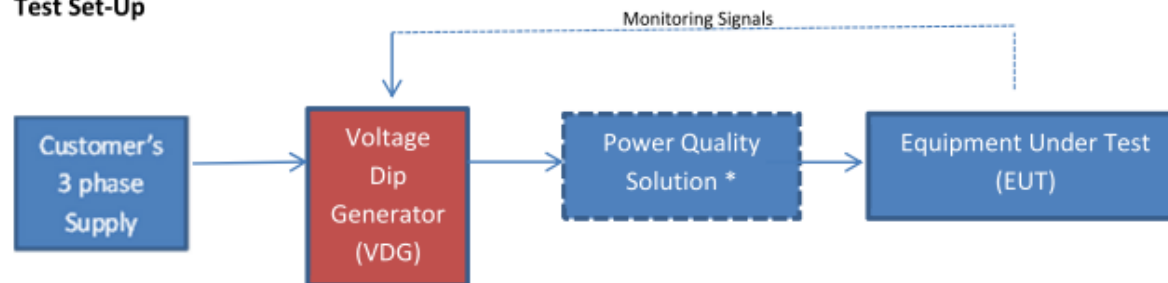 Test Set-Up
Monitoring Signals
Customer's
3 phase
Supply
Voltage
Dip
Generator
(VDG)
Power Quality
Solution *
Equipment Under Test
(EUT)